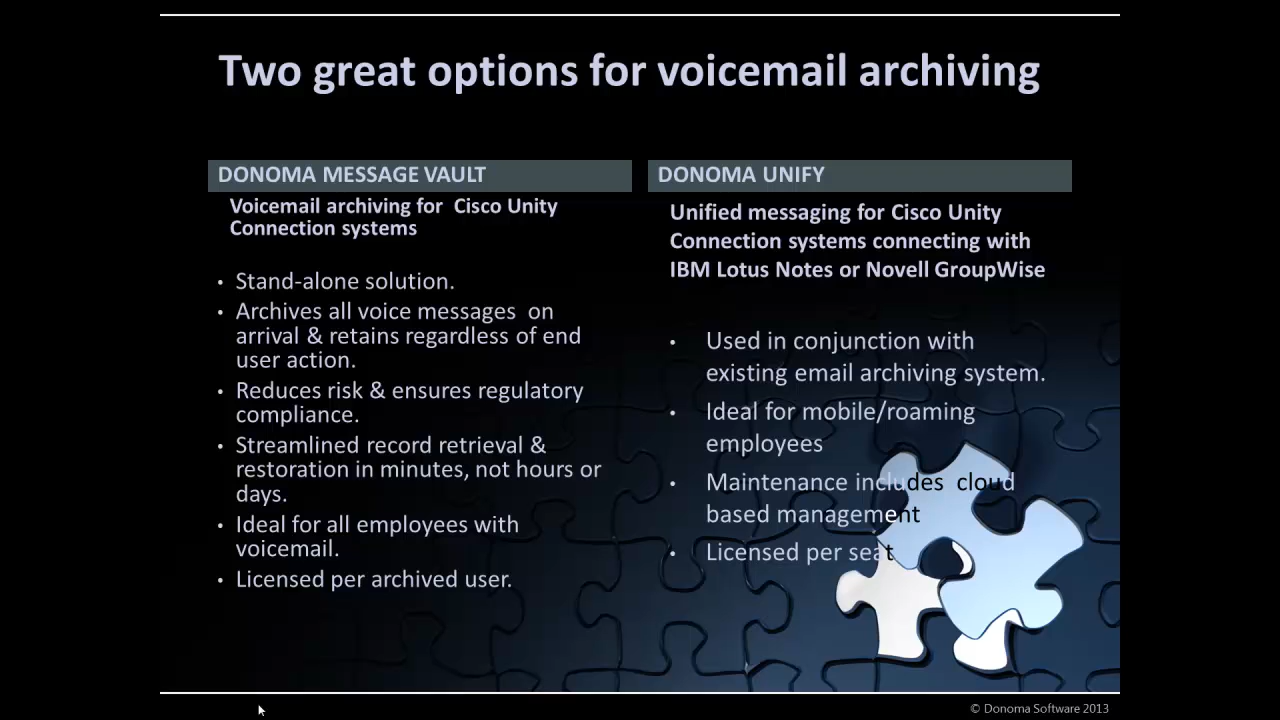 Two great options for voicemail archiving
DONOMA MESSAGE VAULT
Voicemail archiving for Cisco Unity
Connection systems
• Stand-alone solution.
• Archives all voice messages on
arrival & retains regardless of end
user action.
• Reduces risk & ensures regulatory
compliance.
• Streamlined record retrieval &
restoration in minutes, not hours or
days.
• Ideal for all employees with
voicemail.
• Licensed per archived user.
DONOMA UNIFY
Unified messaging for Cisco Unity
Connection systems connecting with
IBM Lotus Notes or Novell GroupWise
• Used in conjunction with
existing email archiving system.
• Ideal for mobile/roaming
employees
• Maintenance includes cloud
based management
• Licensed per seat
© Donoma Software 2013